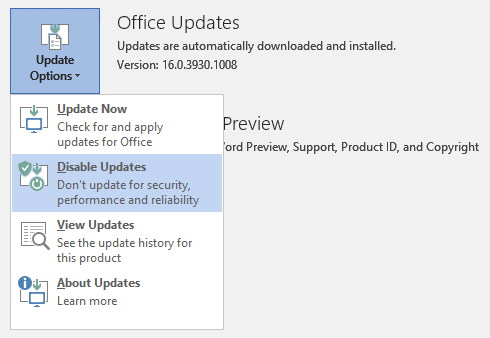 Office Updates
Updates are automatically downloaded and installed.
Version: 16.0.3930.1008
Update
Options
Update Now
Check for and apply
updates for Office
Disable Updates
Don't update for security,
performance and reliability
View Updates
See the update history for
this product
About Updates
Learn more
Preview
Preview, Support, Product ID, and Copyright